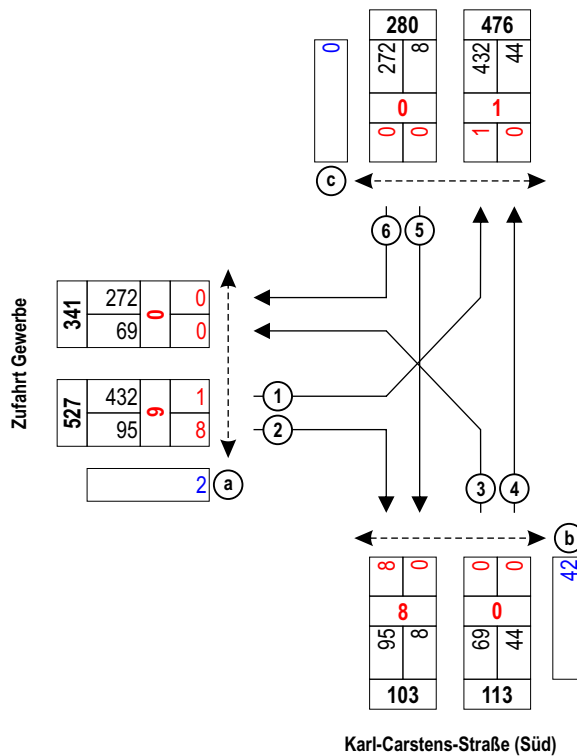 280 476
0
272 8 432 44
0 1
0 0 1 0
c
6 5
341 272 0 0
69 0
Zufahrt Gewerbe
527 432 9 1
95 8
1
2
2 a
3 4
b
8 0 0 0 42
8 0
95 8 69 44
103 113
Karl-Carstens-Straße (Süd)